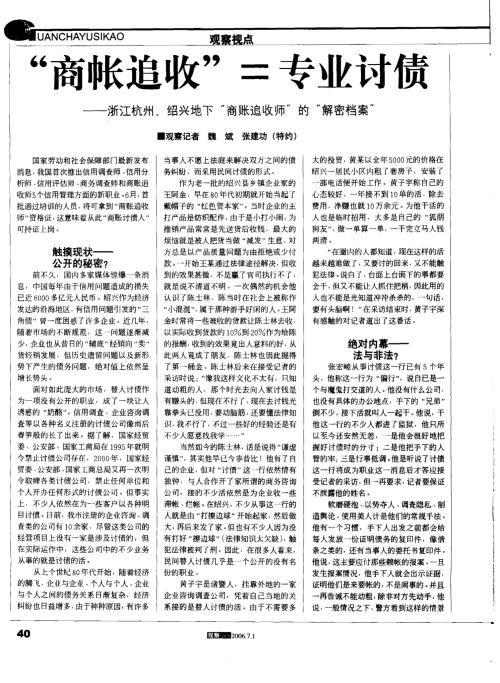 GUANCHAYUSIKAO
观察视点
“商帐追收”=专业讨债
——浙江杭州、绍兴地下“商账追收师”的“解密档案”
■观察记者 魏 斌 张建功（特约）
国家劳动和社会保障部门最新发布
消息，我国首次推出信用调查师、信用分
析师、信用评估师、商务调查师和商账追
收师5个信用管理方面的新职业。6月，首
批通过培训的人员，将可拿到“商账追收
师”资格证，这意味着从此“商账讨债人”
可持证上岗。
触摸现状——
公开的秘密？
前不久，国内多家媒体惊爆一条消
息，中国每年由于信用问题造成的损失
已近6000多亿元人民币。绍兴作为经济
发达的沿海地区，有信用问题引发的“三
角债”曾一度困惑了许多企业。近几年，
随着市场的不断规范，这一问题逐渐减
少，企业也从昔日的“辅底”经销向“卖”
货经销发展，但历史遗留问题以及新形
势下产生的债务问题，绝对值上依然呈
增长势头。
面对如此庞大的市场，替人讨债作
为一项没有公开的职业，成了一块让人
诱惑的“奶酪”。信用调查、企业咨询调
查等以各种名义注册的讨债公司像雨后
春笋般的长了出来。据了解，国家经贸
委、公安部、国家工商局在1995年就明
令禁止讨债公司存在，2000年，国家经
贸委、公安部、国家工商总局又再一次明
令取缔各类讨债公司，禁止任何单位和
个人开办任何形式的讨债公司。但事实
上，不少人依然在为一些客户以各种明
目讨债。目前，我市注册的企业咨询、调
查类的公司有10余家，尽管这类公司的
经营项目上没有一家是涉及讨债的，但
在实际运作中，这些公司中的不少业务
从事的就是讨债的活。
从上个世纪80年代开始，随着经济
的腾飞，企业与企业、个人与个人、企业
与个人之间的债务关系日渐复杂，经济
纠纷也日益增多，由于种种原因，有许多
当事人不愿上法庭来解决双方之间的债
务纠纷，而采用民间讨债的形式。
作为老一批的绍兴县乡镇企业家的
王阿金，早在80年代初期就开始当起了
戴帽子的“红色资本家”。当时企业的主
打产品是纺织配件，由于是小打小闹，为
推销产品常常是先送货后收钱，最大的
烦恼就是被人把货当做“减发”生意，对
方总是以产品质量问题为由拒绝或少付
款。一开始王某通过法律途径解决，但收
到的效果甚微，不是赢了官司执行不了，
就是说不清道不明。一次偶然的机会他
认识了陈士林，陈当时在社会上被称作
“小混混”，属于那种游手好闲的人。王阿
金时常将一些难收的货款让陈士林去收，
以实际收到货款的10%到20%作为给陈
的报酬，收到的效果竟出人意料的好，从
此两人竟成了朋友，陈士林也因此掘得
了第一桶金。陈士林后来在接受记者的
采访时说：“像我这样文化不太有，只知
道动粗的人，那个时光去向人家讨钱是
有赚头的，但现在不行了，现在去讨钱光
靠拳头已没用，要动脑筋，还要懂法律知
识，我不行了，不过一些好的经验还是有
不少人愿意找我学……”
当然如今的陈士林，话是说得“谦虚
谨慎”，其实他早已今非昔比！他有了自
己的企业，但对“讨债”这一行依然情有
独钟，与人合作开了家所谓的商务咨询
公司，接的不少活依然是为企业收一些
滞帐、烂帐。在绍兴，不少从事这一行的
人就是由“打擦边球”开始起家，然后做
大，再后来发了家。但也有不少人因为没
有打好“擦边球”（法律知识太欠缺），触
犯法律被判了刑。因此，在很多人看来，
民间替人讨债几乎是一个公开的没有名
份的职业。
黄子宇是诸暨人，挂靠外地的一家
企业咨询调查公司，凭着自己当地的关
系接的是替人讨债的活。由于不需要多
大的投资，黄某以全年5000元的价格在
绍兴一居民小区内租了套房子，安装了
一部电话便开始工作。黄子宇称自己的
心态较好，一年接不到10单的活，除去
费用，净赚也就10万余元。为他干活的
人也是临时招用，大多是自己的“狐朋
狗友”，做一单算一单，一干完立马人钱
两清。
“在道内的人都知道，现在这样的活
越来越难做了，又要讨的回来，又不能触
犯法律。说白了，台面上台面下的事都要
会干，但又不能让人抓住把柄，因此用的
人也不能是光知道冲冲杀杀的，一句话，
要有头脑啊！”在采访结束时，黄子宇深
有感触的对记者道出了这番话。
绝对内幕——
法与非法？
张宏峻从事讨债这一行已有5个年
头，他称这一行为“偏行”，说自己是一
个与魔鬼打交道的人。他没有什么公司，
也没有具体的办公地点，手下的“兄弟”
倒不少，接下活就叫人一起干。他说，干
他这一行的不少人都进了监狱，他只所
以至今还安然无恙，一是他会很好地把
握好讨债时的分寸；二是他把手下的人
管的牢，三是行事低调。他是听说了讨债
这一行将成为职业这一消息后才答应接
受记者的采访，但一再要求，记者要保证
不披露他的姓名。
软磨硬泡、以势夺人、调查隐私、制
造舆论、使用美人计是他们的常规手法。
他有一个习惯，手下人出发之前都会给
每人发放一份证明债务的复印件，像借
条之类的，还有当事人的委托书复印件。
他说，这主要应付那些赖帐的报案，一旦
发生报案情况，他手下人就会出示证据，
证明他们是来要账的，不是闹事的。并且
一再告诫不能动粗，除非对方先动手，他
说，一般情况之下，警方看到这样的情景
40
观察 2006.7.1